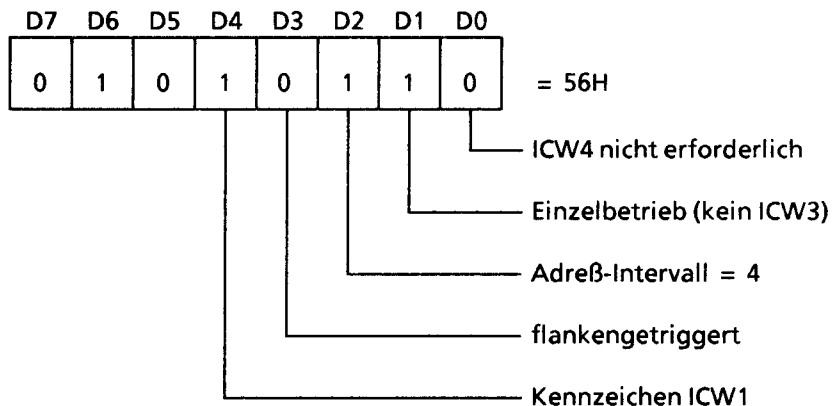 D7 D6 D5 D4 D3 D2 D1 D0
0 1 0 1 0 1 1 0 = 56H
ICW4 nicht erforderlich
Einzelbetrieb (kein ICW3)
Adreß-Intervall = 4
flankengetriggert
Kennzeichen ICW1